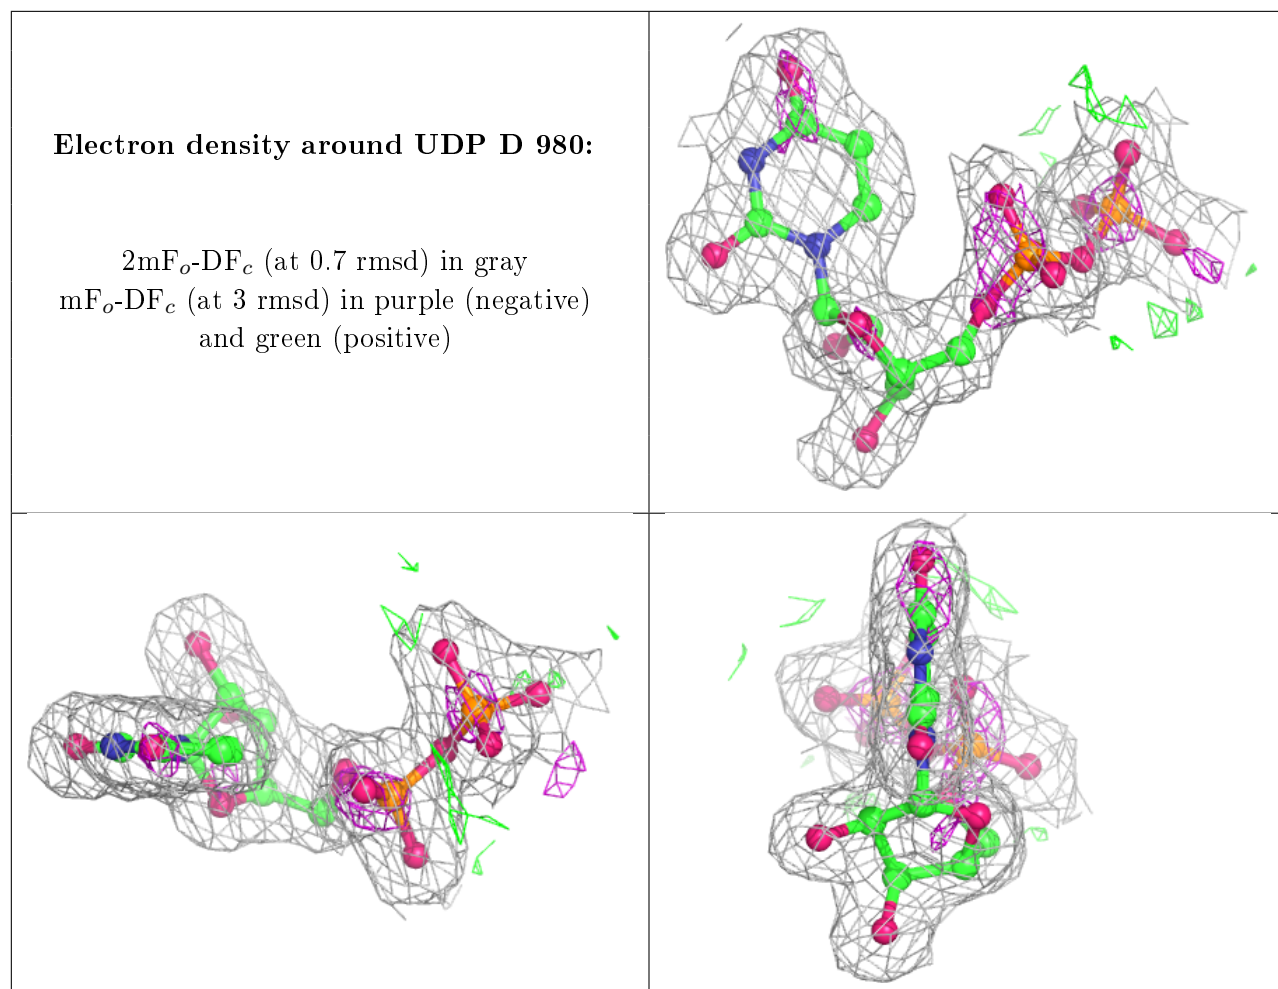 Electron density around UDP D 980:
2mFₒ-DF𝒸 (at 0.7 rmsd) in gray
mFₒ-DF𝒸 (at 3 rmsd) in purple (negative)
and green (positive)